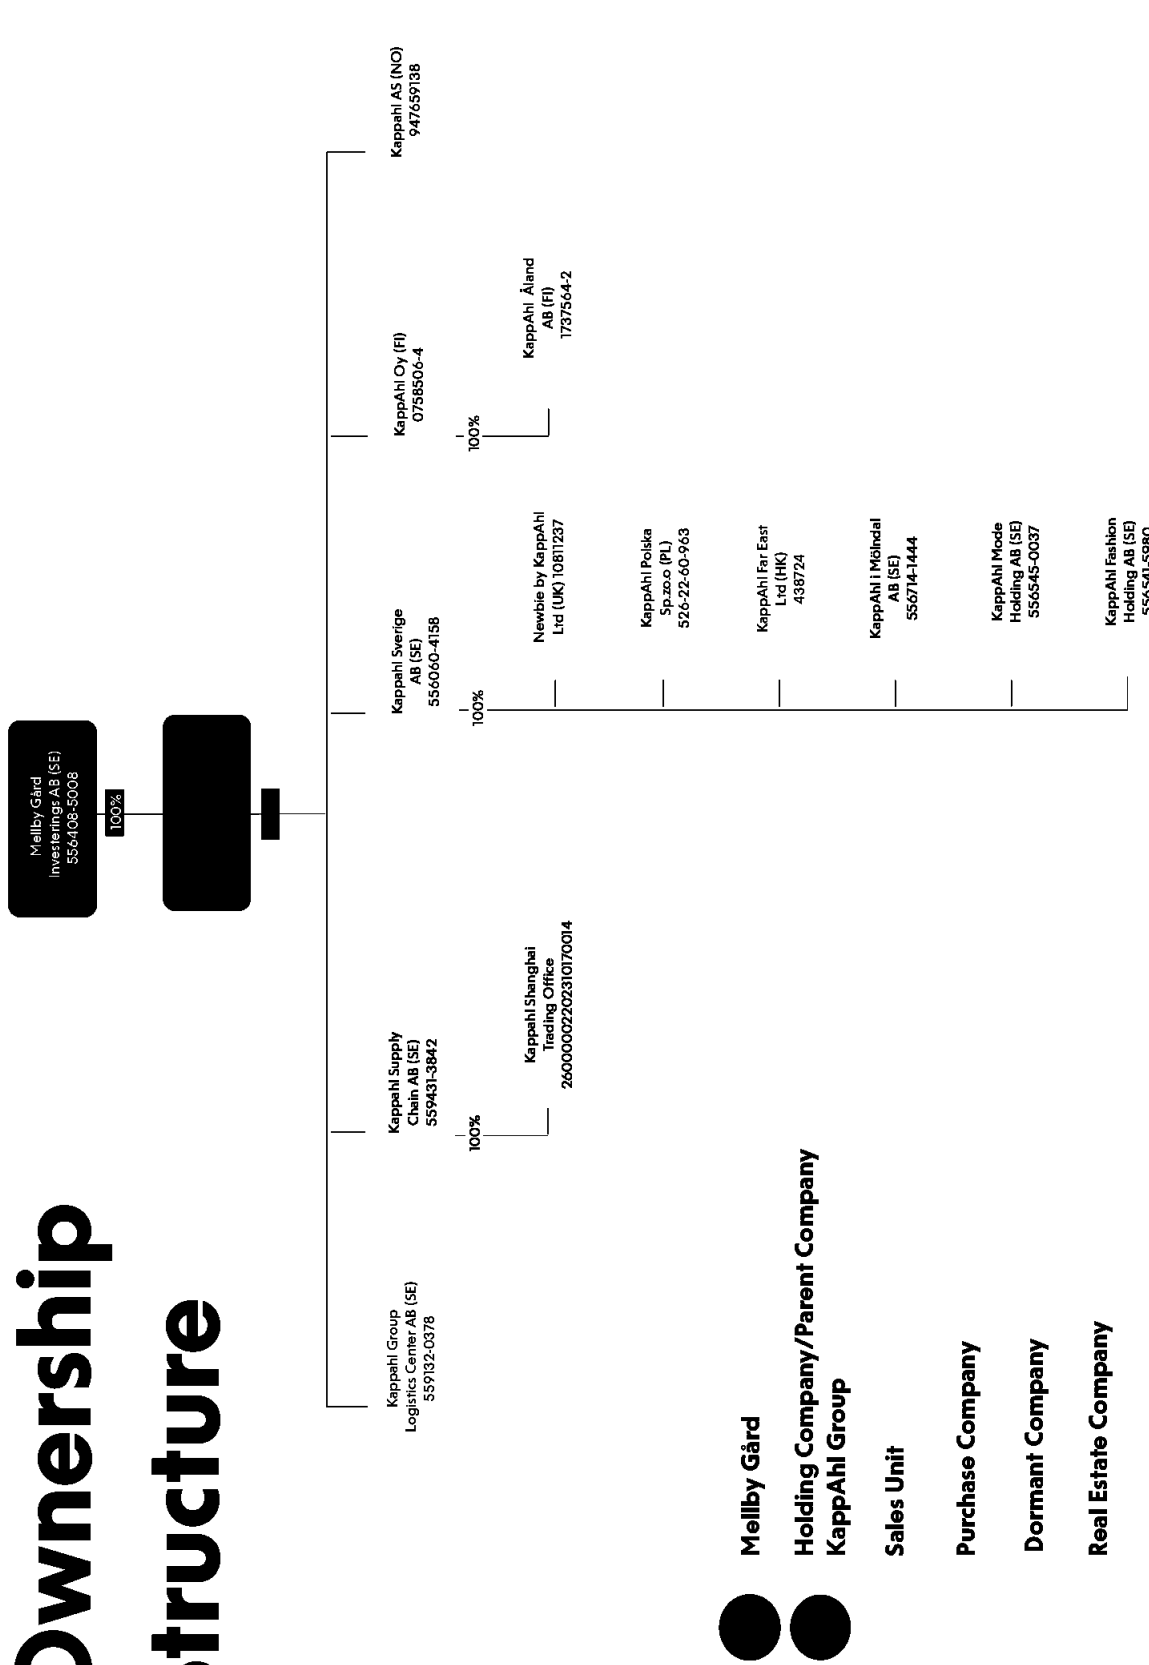 Ownership
Structure
Mellby Gård
Investerings AB (SE)
556408-5008
100%
Kappahl Group
Logistics Center AB (SE)
559132-0378
Kappahl Supply
Chain AB (SE)
559431-3842
Kappahl Sverige
AB (SE)
556060-4158
KappAhl Oy (FI)
0758506-4
Kappahl AS (NO)
947659138
100%
100%
100%
Kappahl Shanghai
Trading Office
26000002202310170014
Newbie by KappAhl
Ltd (UK) 10811237
KappAhl Åland
AB (FI)
1737564-2
KappAhl Polska
Sp.zo.o (PL)
526-22-60-963
KappAhl Far East
Ltd (HK)
438724
KappAhl i Mölndal
AB (SE)
556714-1444
KappAhl Mode
Holding AB (SE)
556545-0037
KappAhl Fashion
Holding AB (SE)
556541-5980
Mellby Gård
Holding Company/Parent Company
KappAhl Group
Sales Unit
Purchase Company
Dormant Company
Real Estate Company